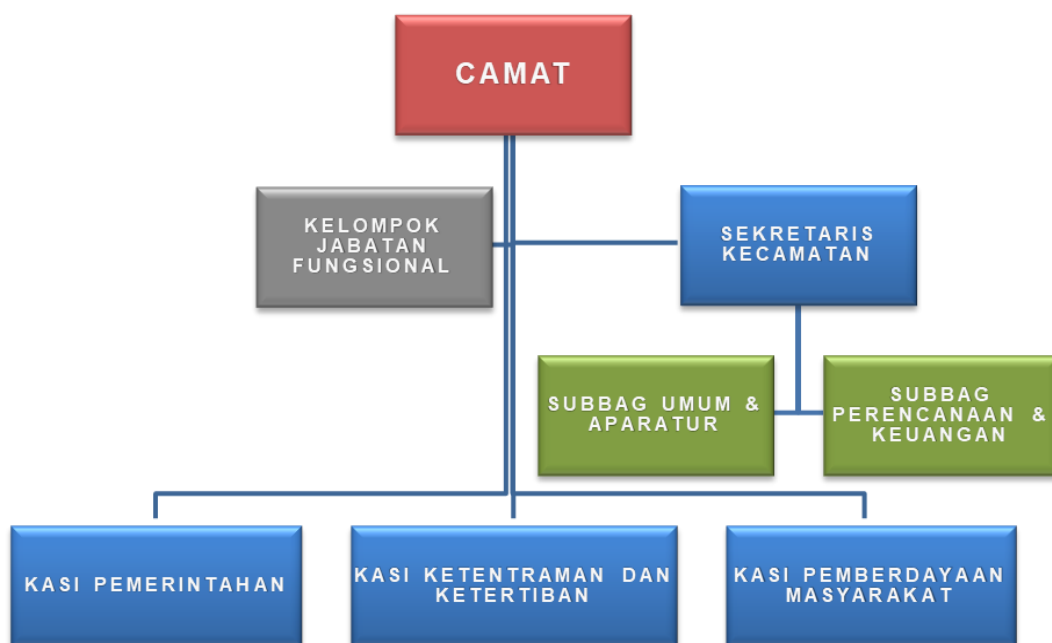 CAMAT
KELOMPOK
JABATAN
FUNGSIONAL
SEKRETARIS
KECAMATAN
SUBBAG UMUM &
APARATUR
SUBBAG
PERENCANAAN &
KEUANGAN
KASI PEMERINTAHAN
KASI KETENTRAMAN DAN
KETERTIBAN
KASI PEMBERDAYAAN
MASYARAKAT